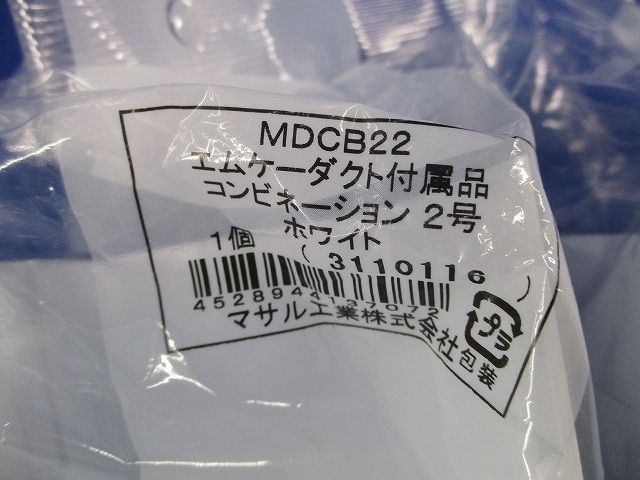 MDCB22
エムケーダクト付属品
コンビネーション 2号
ホワイト
1個 (3110116)
4528944137072
マサル工業株式会社
プラ
包装